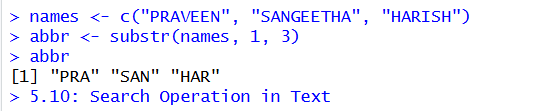 > names <- c("PRAVEEN", "SANGEETHA", "HARISH")
> abbr <- substr(names, 1, 3)
> abbr
[1] "PRA" "SAN" "HAR"
> 5.10: Search Operation in Text